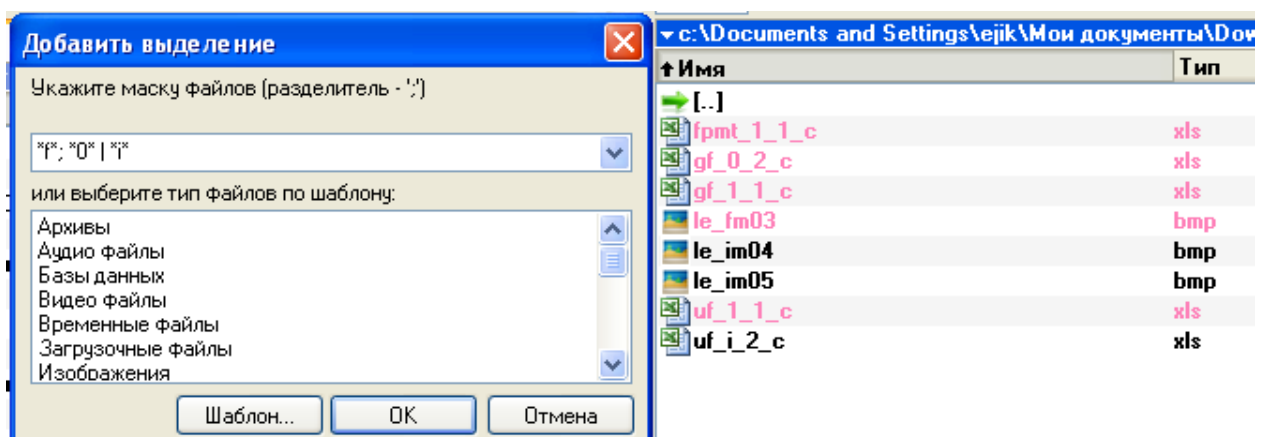 Добавить выделение
Укажите маску файлов (разделитель - ';')
*f*; *0* | *i*
или выберите тип файлов по шаблону:
Архивы
Аудио файлы
Базы данных
Видео файлы
Временные файлы
Загрузочные файлы
Изображения
Шаблон... OK Отмена
c:\Documents and Settings\ejik\Мои документы\Dow
Имя Тип
[..]
fpmt_1_1_c xls
gf_0_2_c xls
gf_1_1_c xls
le_fm03 bmp
le_im04 bmp
le_im05 bmp
uf_1_1_c xls
uf_i_2_c xls